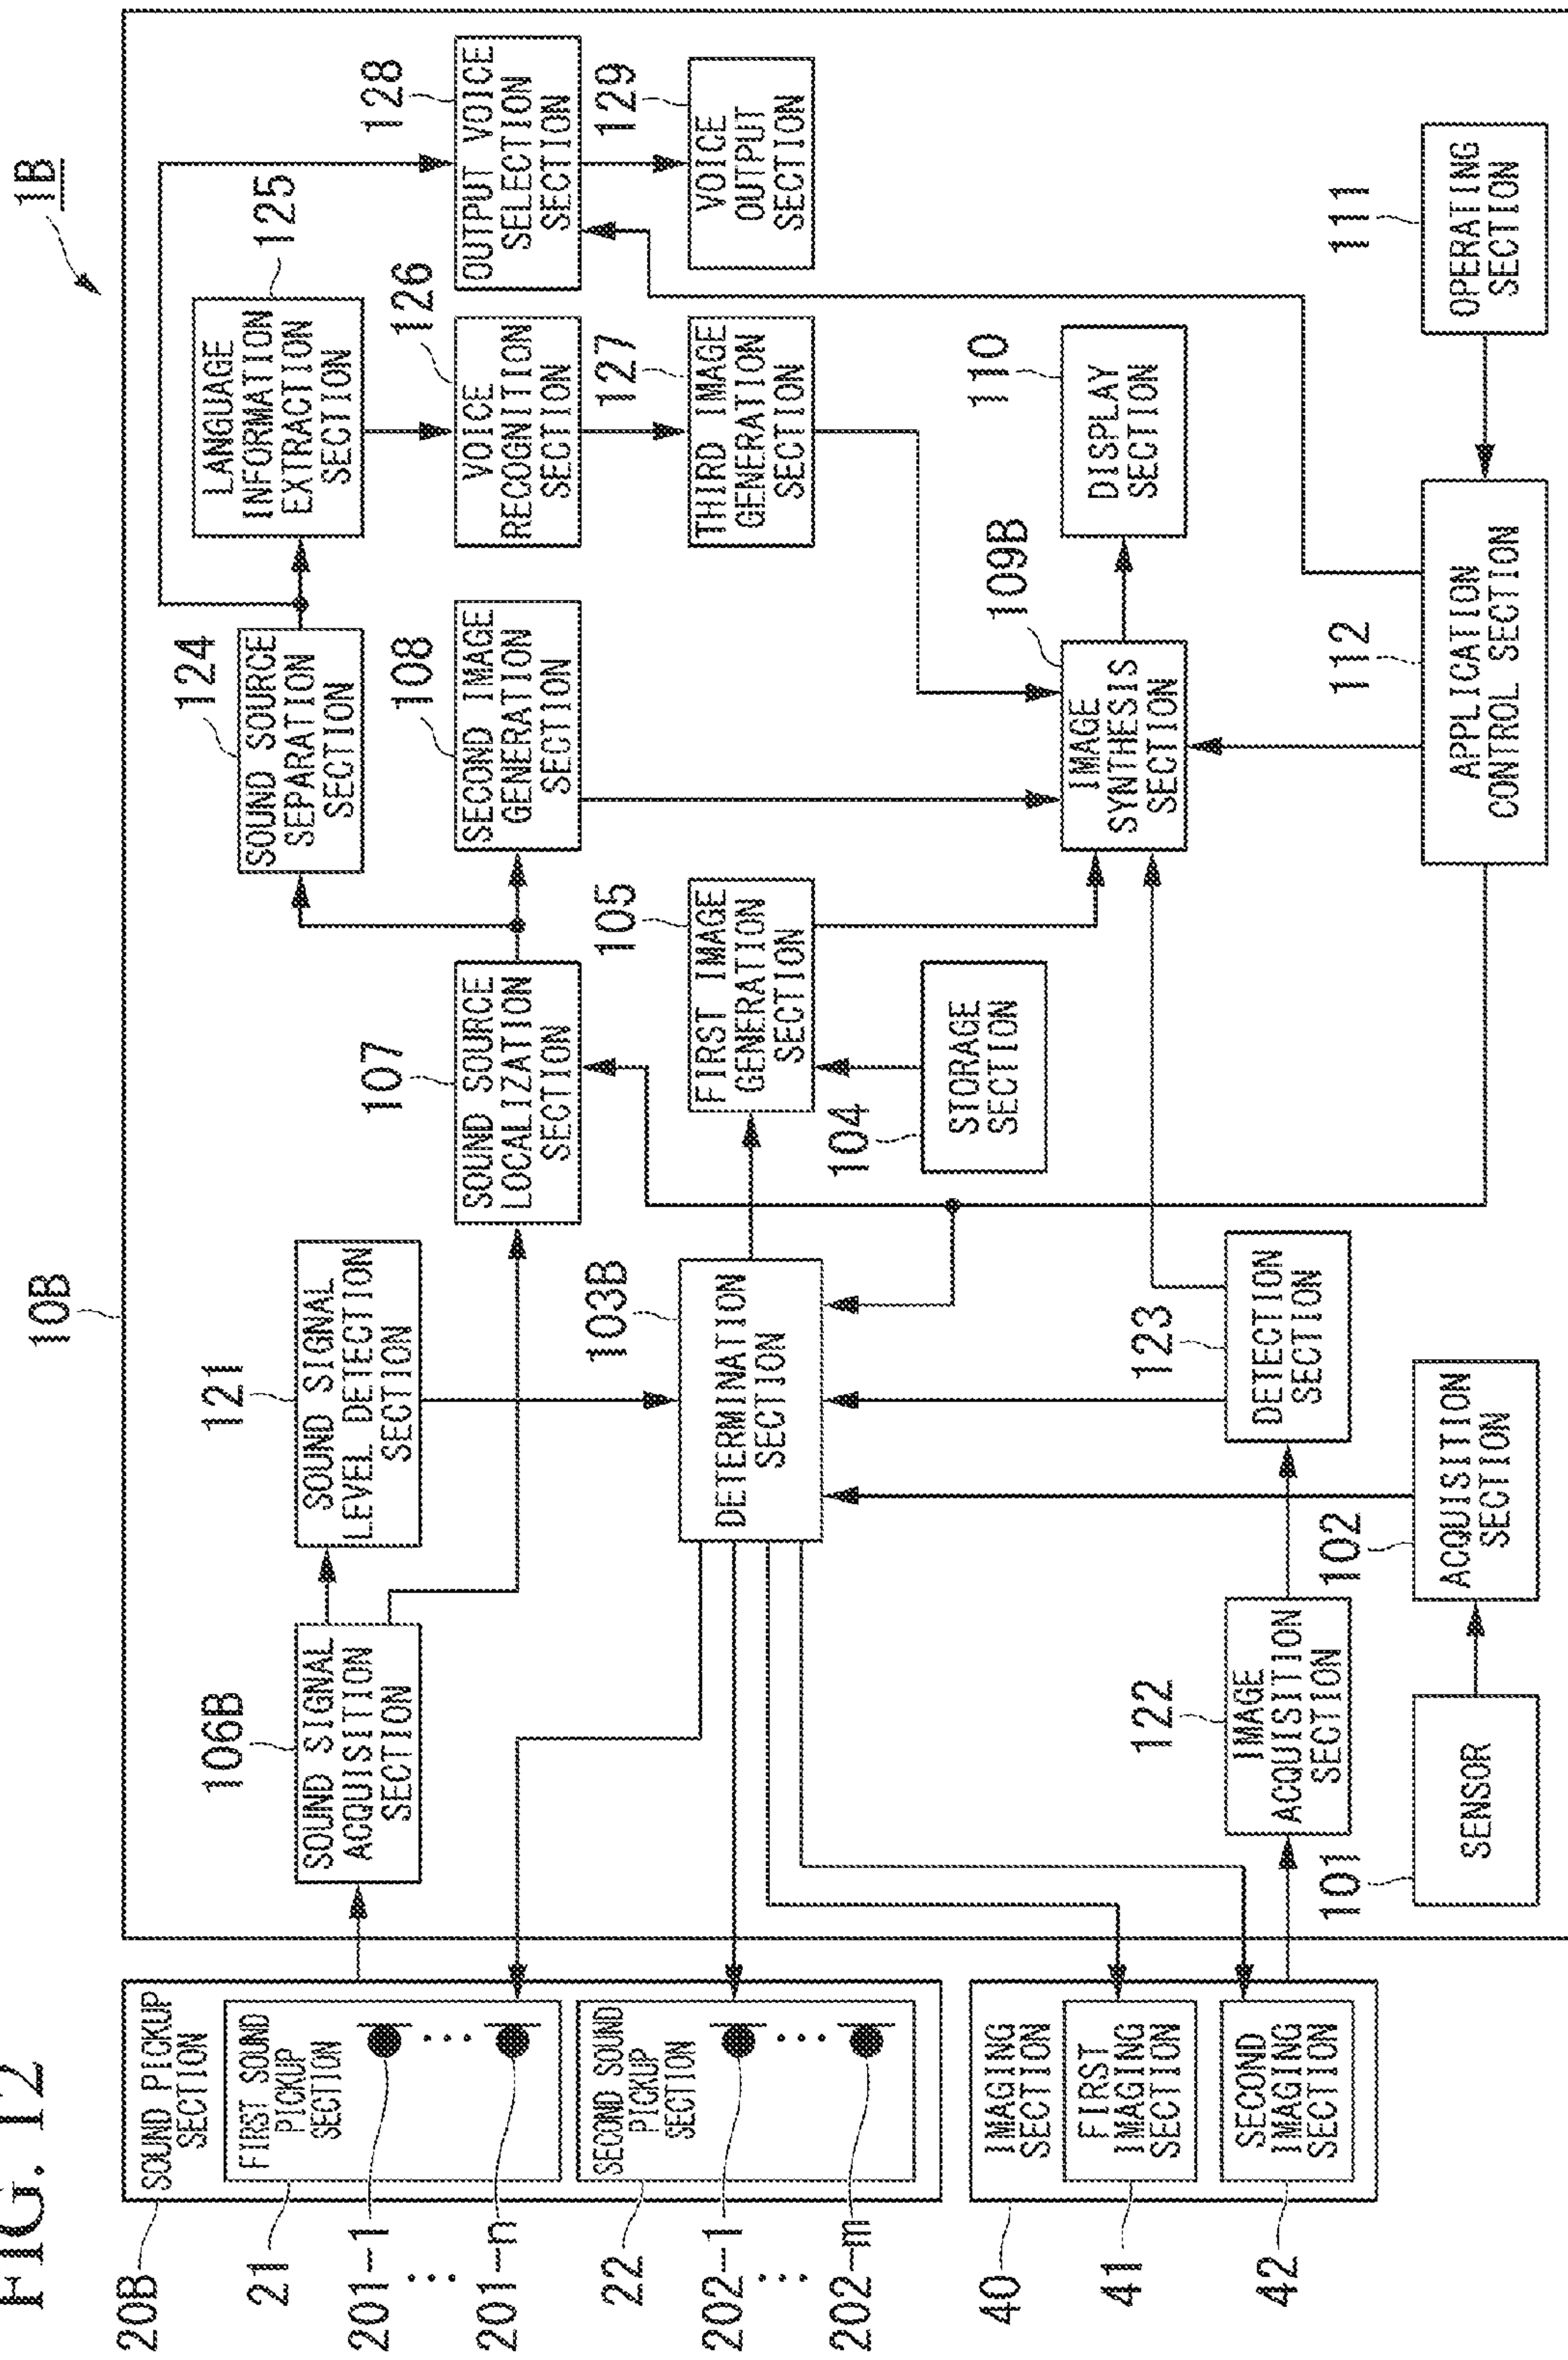 FIG. 12
1B
10B
20B
SOUND PICKUP
SECTION
21
FIRST SOUND
PICKUP
SECTION
201-1
201-n
22
SECOND SOUND
PICKUP
SECTION
202-1
202-m
40
IMAGING
SECTION
41
FIRST
IMAGING
SECTION
42
SECOND
IMAGING
SECTION
106B
SOUND SIGNAL
ACQUISITION
SECTION
121
SOUND SIGNAL
LEVEL DETECTION
SECTION
107
SOUND SOURCE
LOCALIZATION
SECTION
124
SOUND SOURCE
SEPARATION
SECTION
125
LANGUAGE
INFORMATION
EXTRACTION
SECTION
108
SECOND IMAGE
GENERATION
SECTION
126
VOICE
RECOGNITION
SECTION
128
OUTPUT VOICE
SELECTION
SECTION
103B
DETERMINATION
SECTION
105
FIRST IMAGE
GENERATION
SECTION
127
THIRD IMAGE
GENERATION
SECTION
129
VOICE
OUTPUT
SECTION
104
STORAGE
SECTION
109B
IMAGE
SYNTHESIS
SECTION
110
DISPLAY
SECTION
122
IMAGE
ACQUISITION
SECTION
123
DETECTION
SECTION
101
SENSOR
102
ACQUISITION
SECTION
112
APPLICATION
CONTROL SECTION
111
OPERATING
SECTION